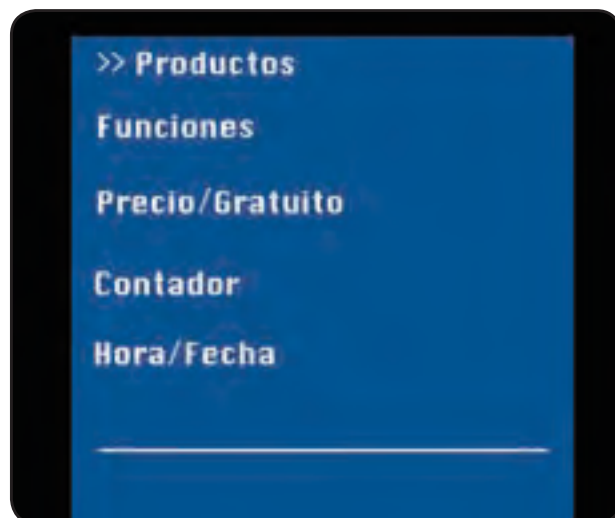 >> Productos
Funciones
Precio/Gratuito
Contador
Hora/Fecha